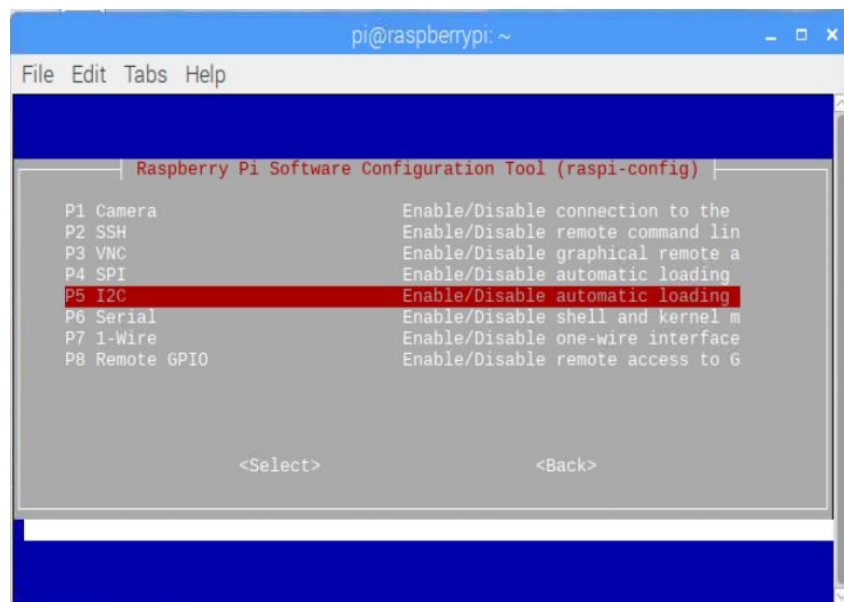 pi@raspberrypi: ~
File Edit Tabs Help
Raspberry Pi Software Configuration Tool (raspi-config)
P1 Camera Enable/Disable connection to the
P2 SSH Enable/Disable remote command lin
P3 VNC Enable/Disable graphical remote a
P4 SPI Enable/Disable automatic loading
P5 I2C Enable/Disable automatic loading
P6 Serial Enable/Disable shell and kernel m
P7 1-Wire Enable/Disable one-wire interface
P8 Remote GPIO Enable/Disable remote access to G
<Select> <Back>